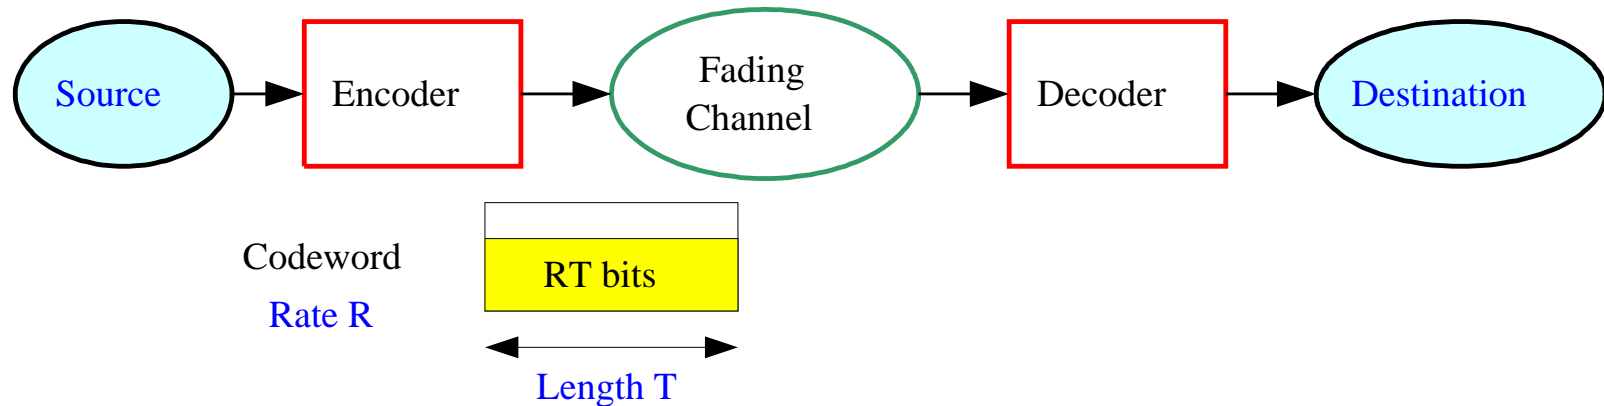 Source
Encoder
Fading
Channel
Decoder
Destination
Codeword
Rate R
RT bits
Length T